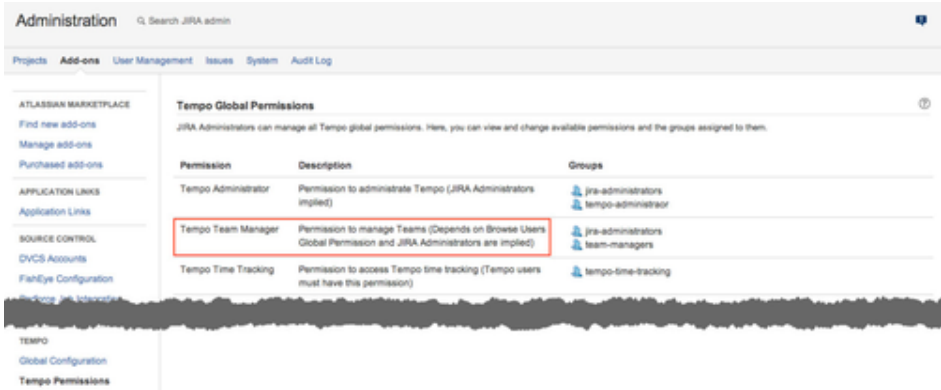 Administration
Search JIRA admin
Projects Add-ons User Management Issues System Audit Log
ATLASSIAN MARKETPLACE
Find new add-ons
Manage add-ons
Purchased add-ons
APPLICATION LINKS
Application Links
SOURCE CONTROL
DVCS Accounts
FishEye Configuration
TEMPO
Global Configuration
Tempo Permissions
Tempo Global Permissions
JIRA Administrators can manage all Tempo global permissions. Here, you can view and change available permissions and the groups assigned to them.
Permission Description Groups
Tempo Administrator Permission to administrate Tempo (JIRA Administrators jira-administrators
implied) tempo-administraor
Tempo Team Manager Permission to manage Teams (Depends on Browse Users jira-administrators
Global Permission and JIRA Administrators are implied) team-managers
Tempo Time Tracking Permission to access Tempo time tracking (Tempo users tempo-time-tracking
must have this permission)